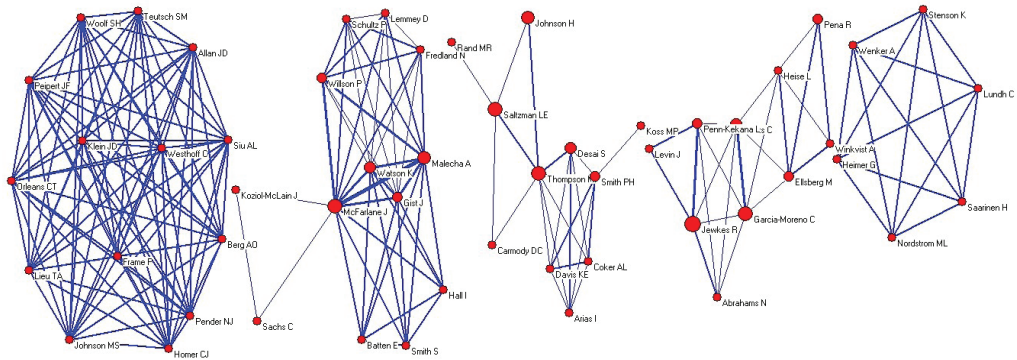 Woolf SH
Teutsch SM
Allan JD
Peipert JF
Klein JD
Westhoff C
Siu AL
Orleans CT
Berg AO
Frame P
Lieu TA
Pender NJ
Johnson MS
Homer CJ
Koziol-McLain J
Sachs C
Schultz P
Lemmey D
Fredland N
Willson P
Malecha A
Watson K
Gist J
McFarlane J
Hall I
Batten E
Smith S
Rand MR
Johnson H
Saltzman LE
Desai S
Thompson
Smith PH
Carmody DC
Davis KE
Coker AL
Arias I
Koss MP
Levin J
Penn-Kekana L
s C
Jewkes R
Garcia-Moreno C
Abrahams N
Pena R
Heise L
Ellsberg M
Winkvist A
Stenson K
Wenker A
Lundh C
Heimer G
Saarinen H
Nordstrom ML